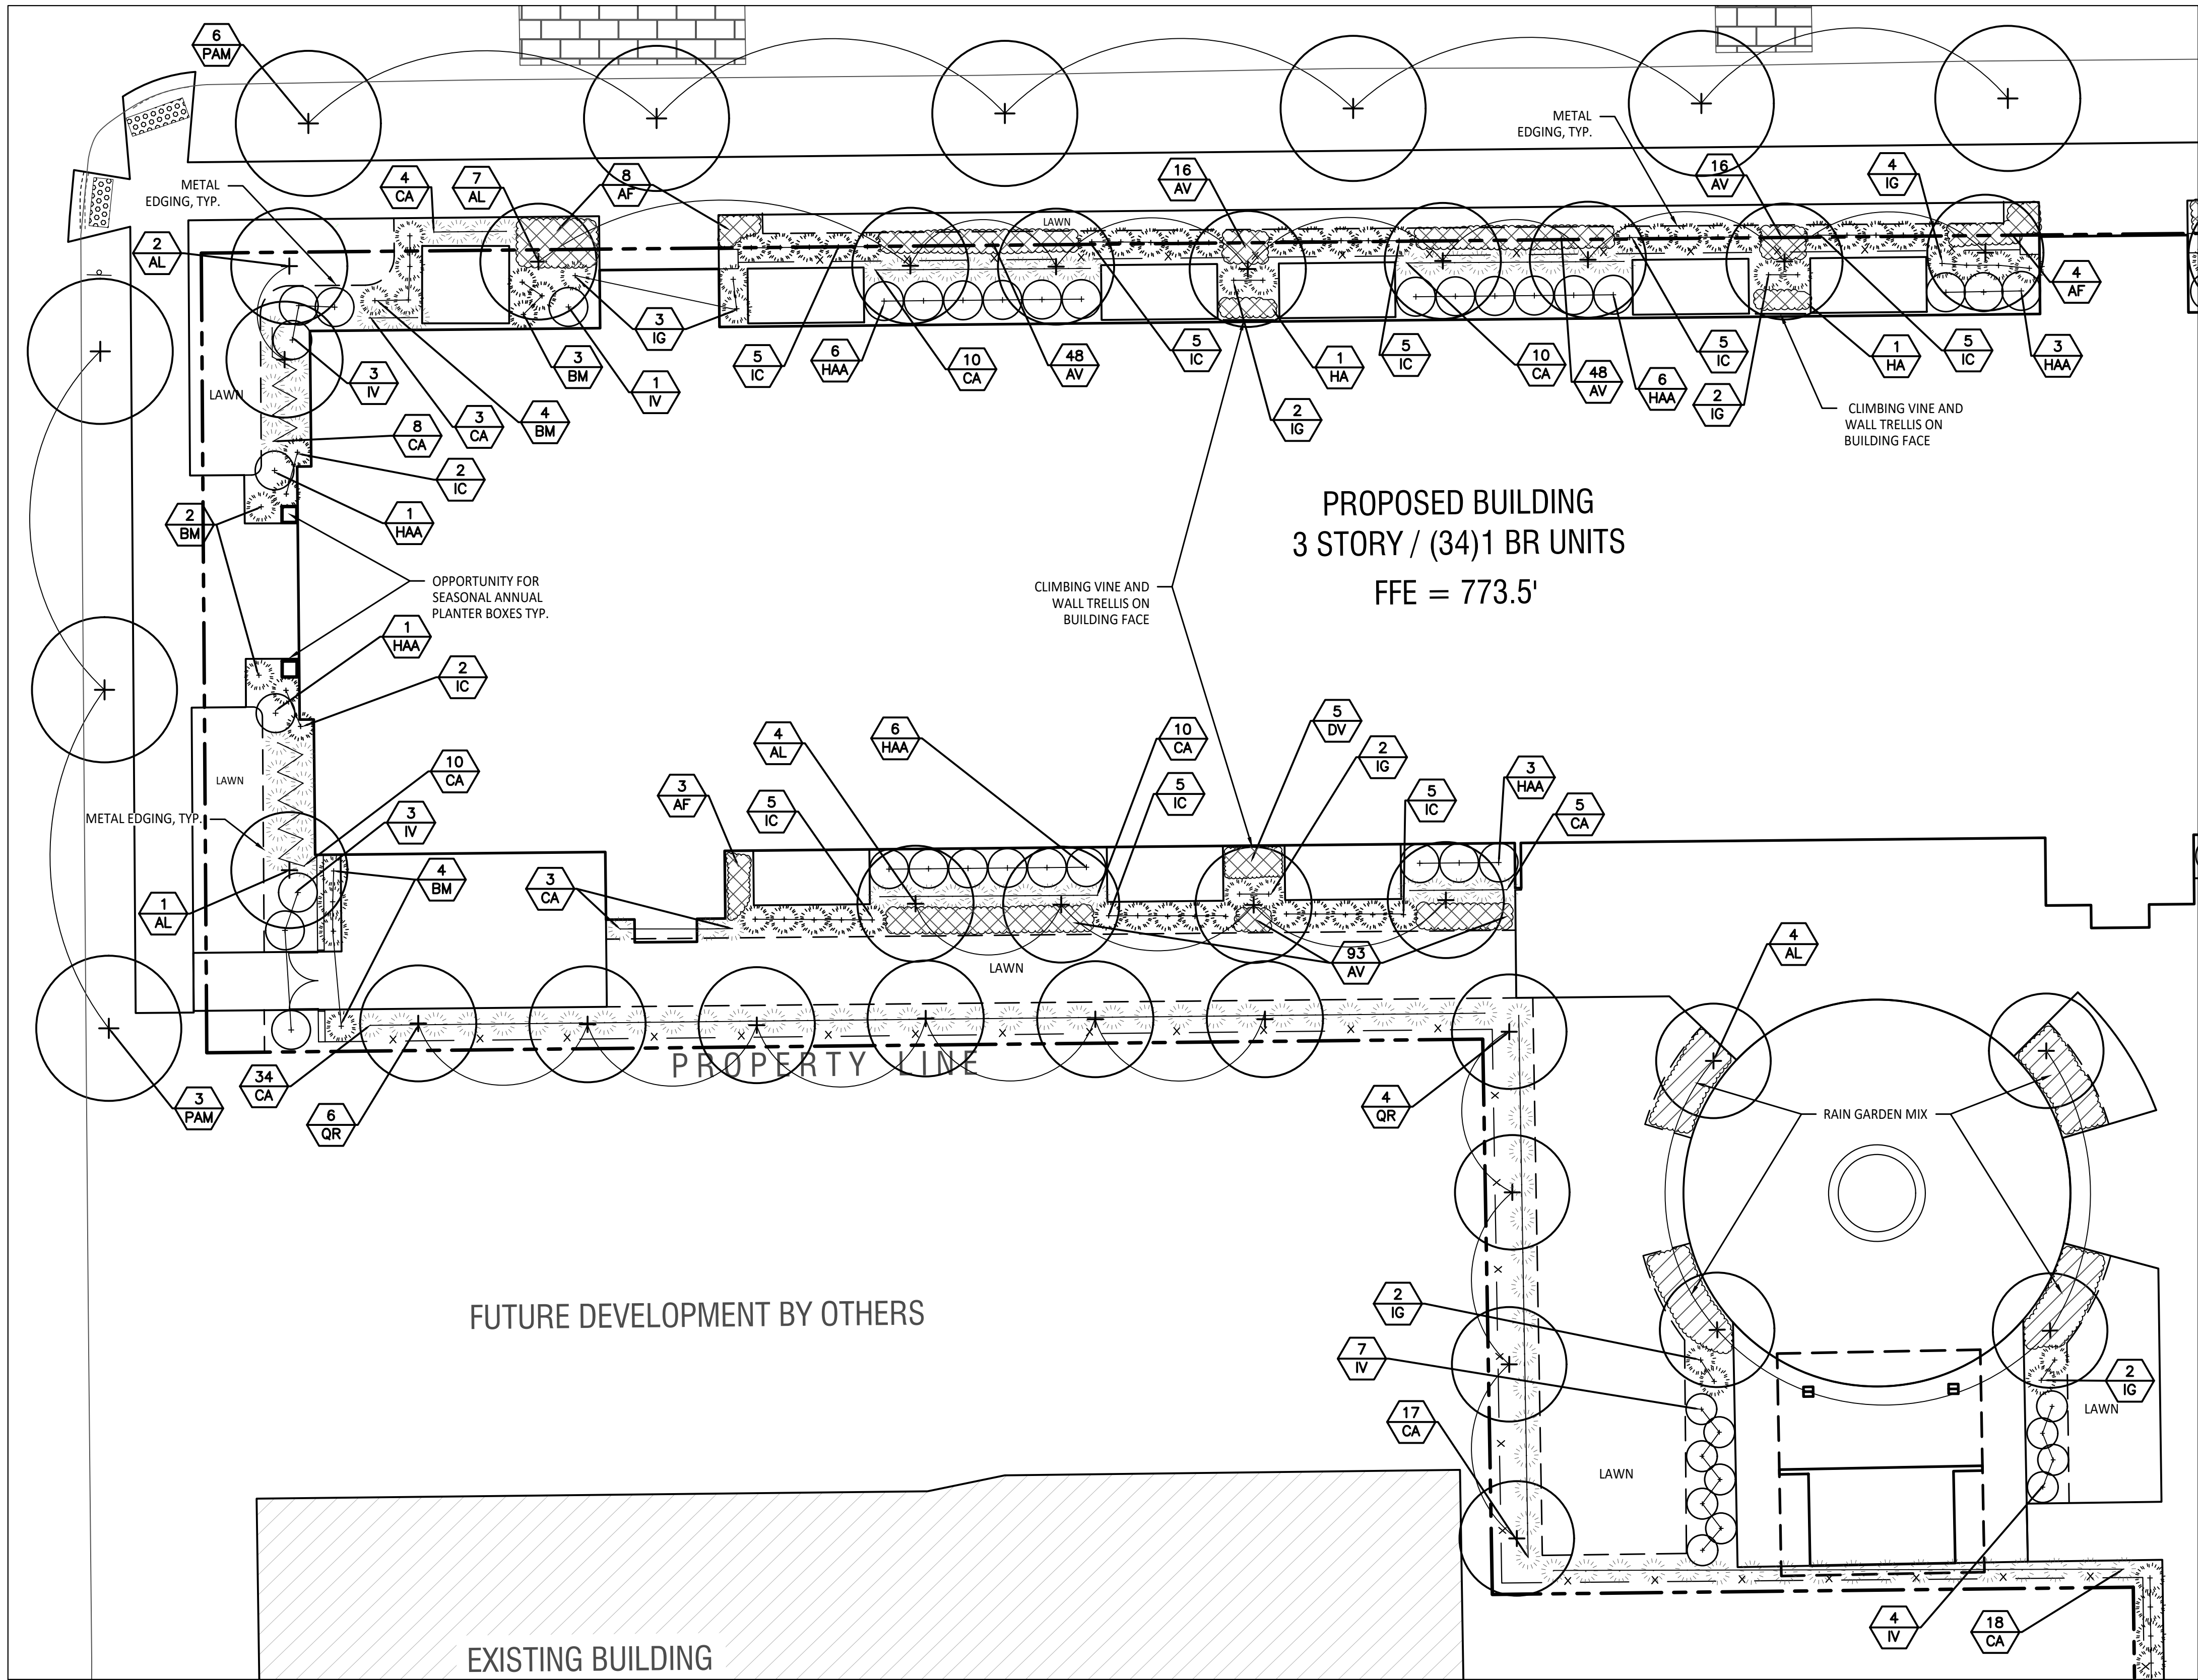 6
PAM
METAL
EDGING, TYP.
4
CA
7
AL
8
AF
16
AV
METAL
EDGING, TYP.
16
AV
4
IG
2
AL
LAWN
4
AF
3
IG
5
IC
6
HAA
10
CA
48
AV
5
IC
1
HA
5
IC
10
CA
48
AV
6
HAA
5
IC
2
IG
1
HA
5
IC
3
HAA
3
BM
1
IV
3
IV
LAWN
3
CA
4
BM
2
IG
CLIMBING VINE AND
WALL TRELLIS ON
BUILDING FACE
8
CA
2
IC
2
BM
1
HAA
PROPOSED BUILDING
3 STORY / (34)1 BR UNITS
FFE = 773.5'
OPPORTUNITY FOR
SEASONAL ANNUAL
PLANTER BOXES TYP.
CLIMBING VINE AND
WALL TRELLIS ON
BUILDING FACE
1
HAA
2
IC
LAWN
10
CA
METAL EDGING, TYP.
3
IV
4
BM
1
AL
3
AF
4
AL
5
IC
6
HAA
10
CA
5
IC
5
DV
2
IG
5
IC
3
HAA
5
CA
3
CA
93
AV
LAWN
4
AL
PROPERTY LINE
34
CA
3
PAM
6
QR
4
QR
RAIN GARDEN MIX
FUTURE DEVELOPMENT BY OTHERS
2
IG
7
IV
17
CA
2
IG
LAWN
LAWN
4
IV
18
CA
EXISTING BUILDING